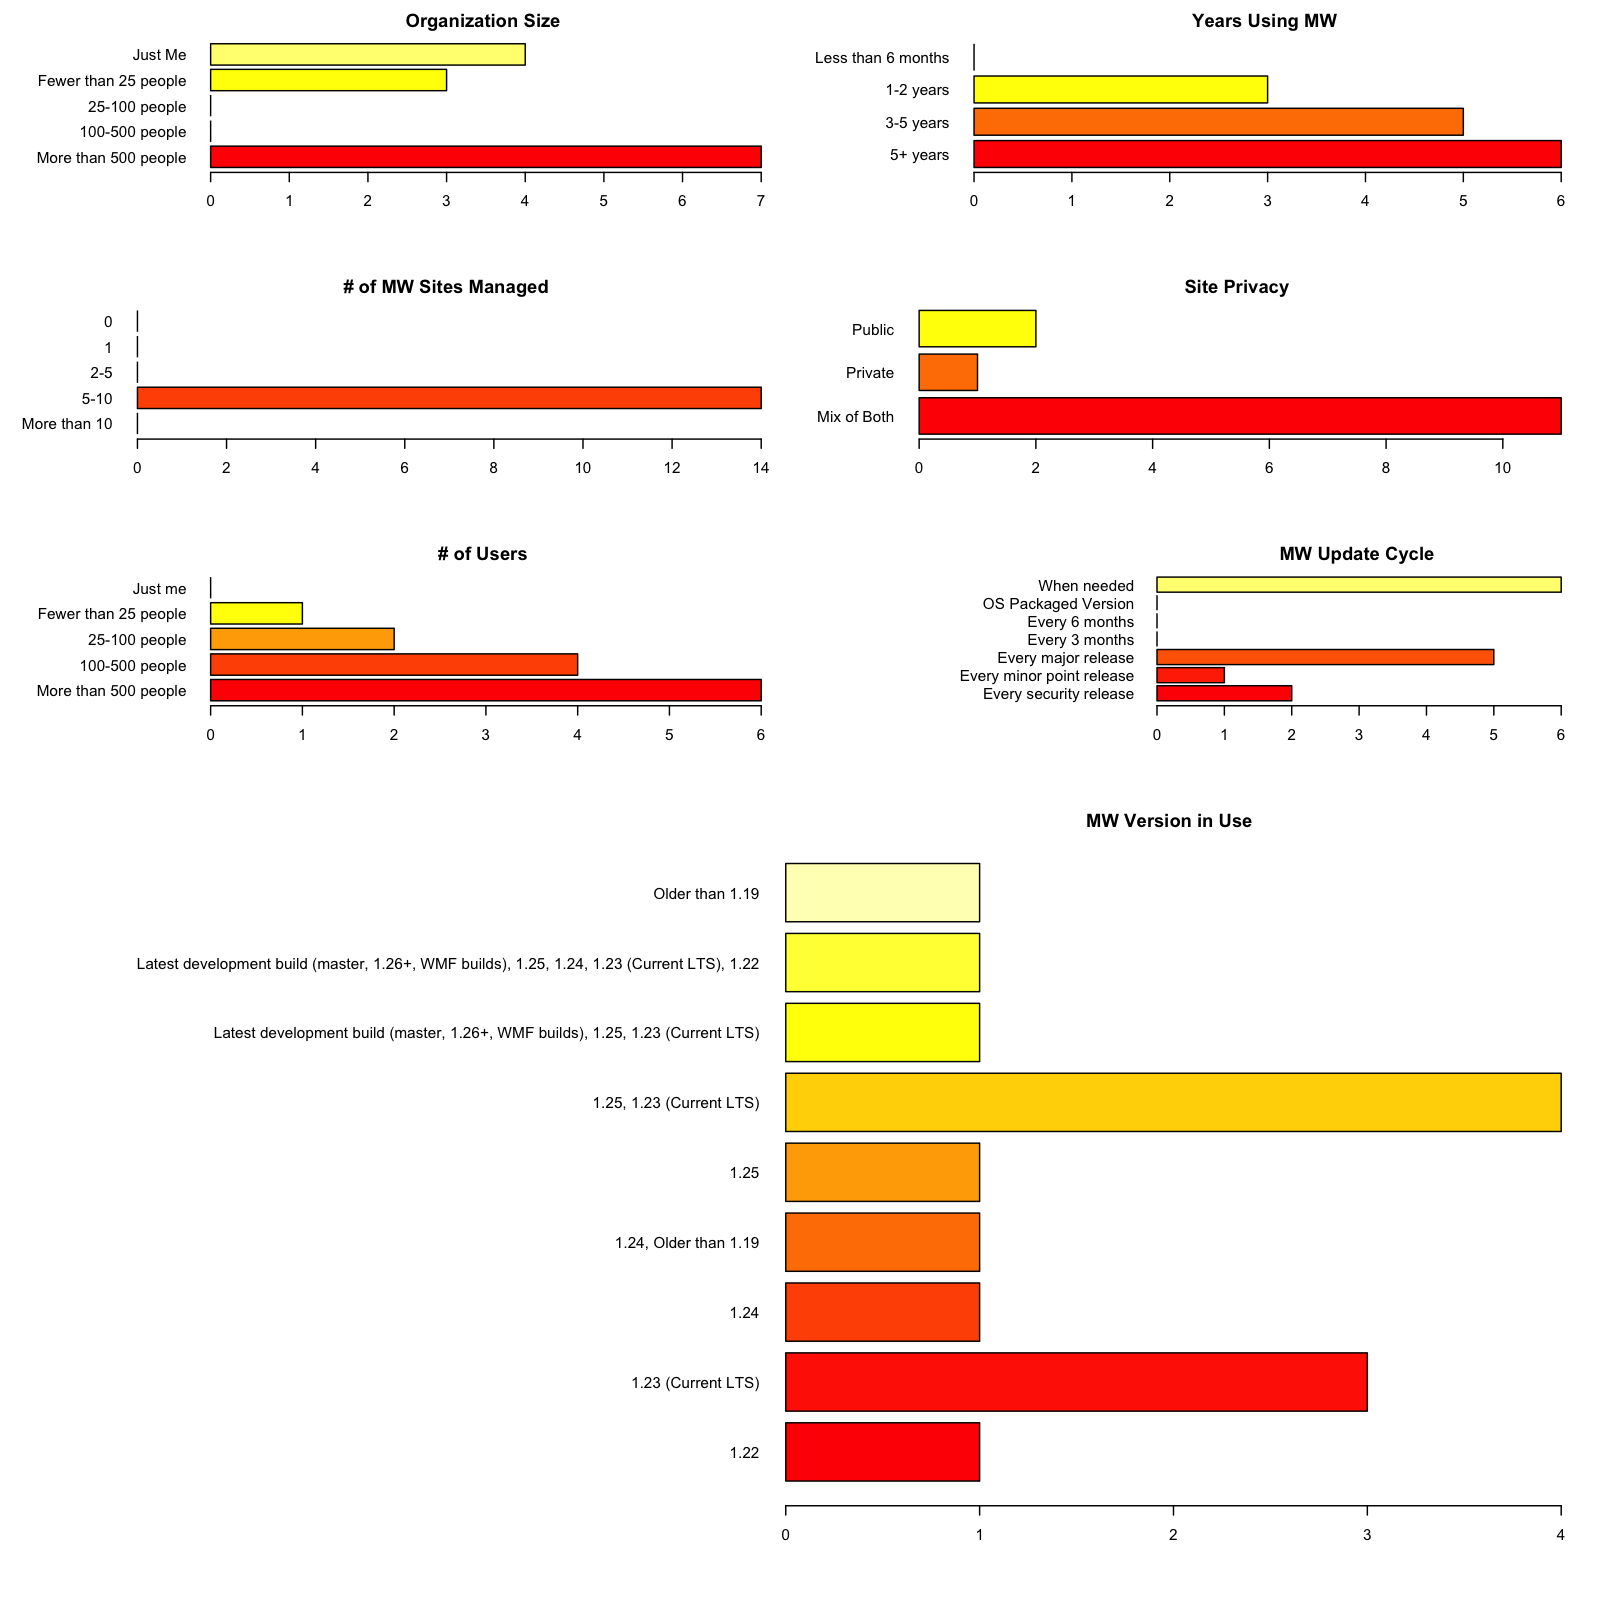 Organization Size
Just Me
Fewer than 25 people
25-100 people
100-500 people
More than 500 people
0 1 2 3 4 5 6 7
Years Using MW
Less than 6 months
1-2 years
3-5 years
5+ years
0 1 2 3 4 5 6
# of MW Sites Managed
0
1
2-5
5-10
More than 10
0 2 4 6 8 10 12 14
Site Privacy
Public
Private
Mix of Both
0 2 4 6 8 10
# of Users
Just me
Fewer than 25 people
25-100 people
100-500 people
More than 500 people
0 1 2 3 4 5 6
MW Update Cycle
When needed
OS Packaged Version
Every 6 months
Every 3 months
Every major release
Every minor point release
Every security release
0 1 2 3 4 5 6
MW Version in Use
Older than 1.19
Latest development build (master, 1.26+, WMF builds), 1.25, 1.24, 1.23 (Current LTS), 1.22
Latest development build (master, 1.26+, WMF builds), 1.25, 1.23 (Current LTS)
1.25, 1.23 (Current LTS)
1.25
1.24, Older than 1.19
1.24
1.23 (Current LTS)
1.22
0 1 2 3 4